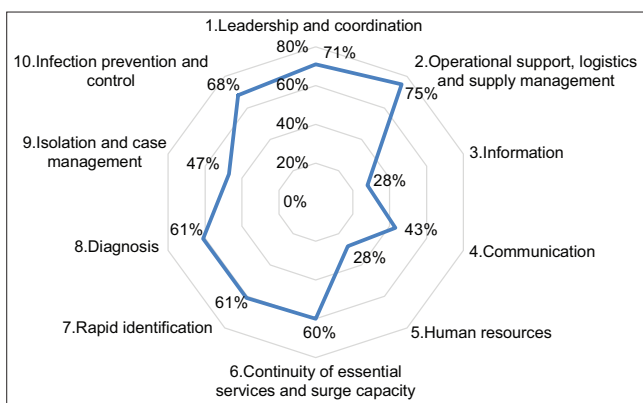 1.Leadership and coordination
80%
71%
10.Infection prevention and
control
2.Operational support, logistics
and supply management
68%
60%
75%
9.Isolation and case
management
40%
3.Information
47%
20%
28%
0%
61%
43%
8.Diagnosis
4.Communication
28%
61%
7.Rapid identification
60%
5.Human resources
6.Continuity of essential
services and surge capacity